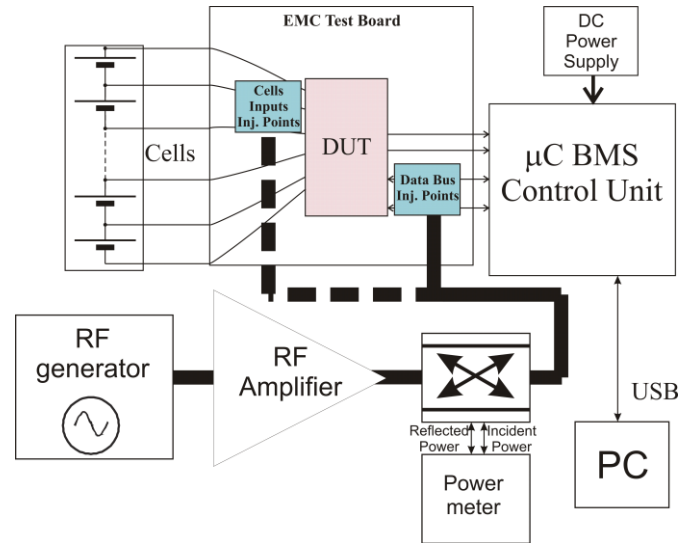 EMC Test Board
DC
Power
Supply
Cells
Inputs
Inj. Points
Cells
DUT
Data Bus
Inj. Points
μC BMS
Control Unit
RF
generator
RF
Amplifier
Reflected
Power
Incident
Power
Power
meter
USB
PC